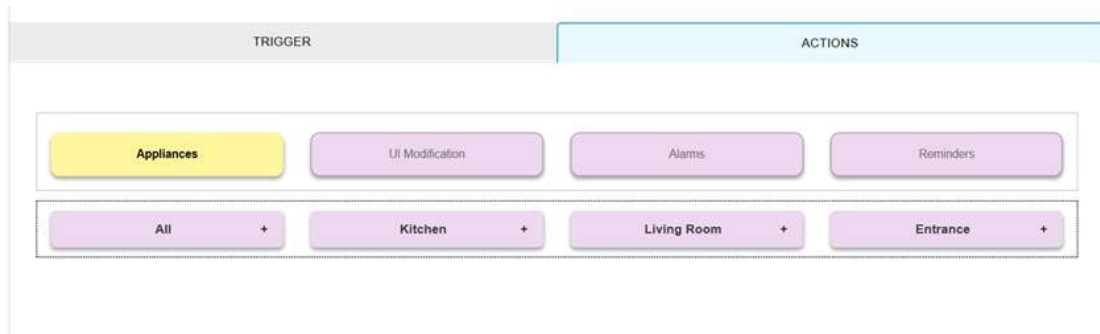 TRIGGER
ACTIONS
Appliances
UI Modification
Alarms
Reminders
All +
Kitchen +
Living Room +
Entrance +